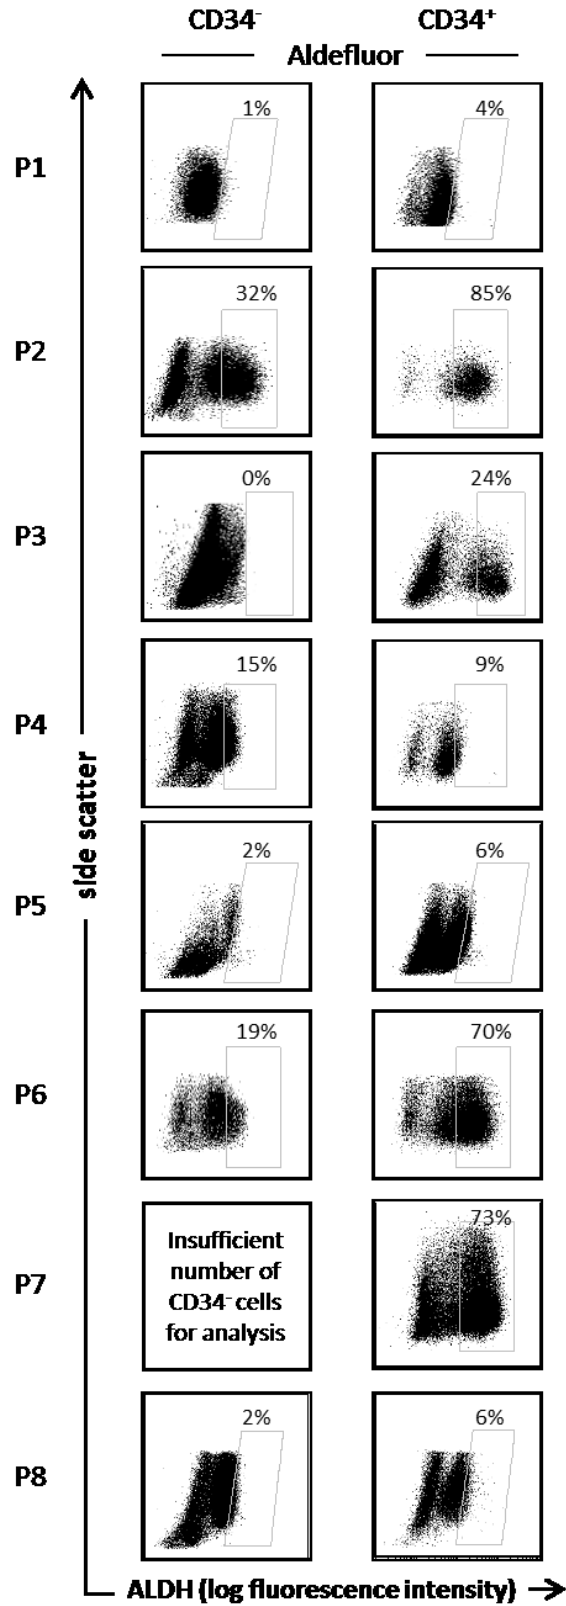 CD34⁻ CD34⁺
Aldefluor
P1 1% 4%
P2 32% 85%
P3 0% 24%
P4 15% 9%
side scatter
P5 2% 6%
P6 19% 70%
73%
P7
Insufficient
number of
CD34⁻ cells
for analysis
P8 2% 6%
ALDH (log fluorescence intensity)